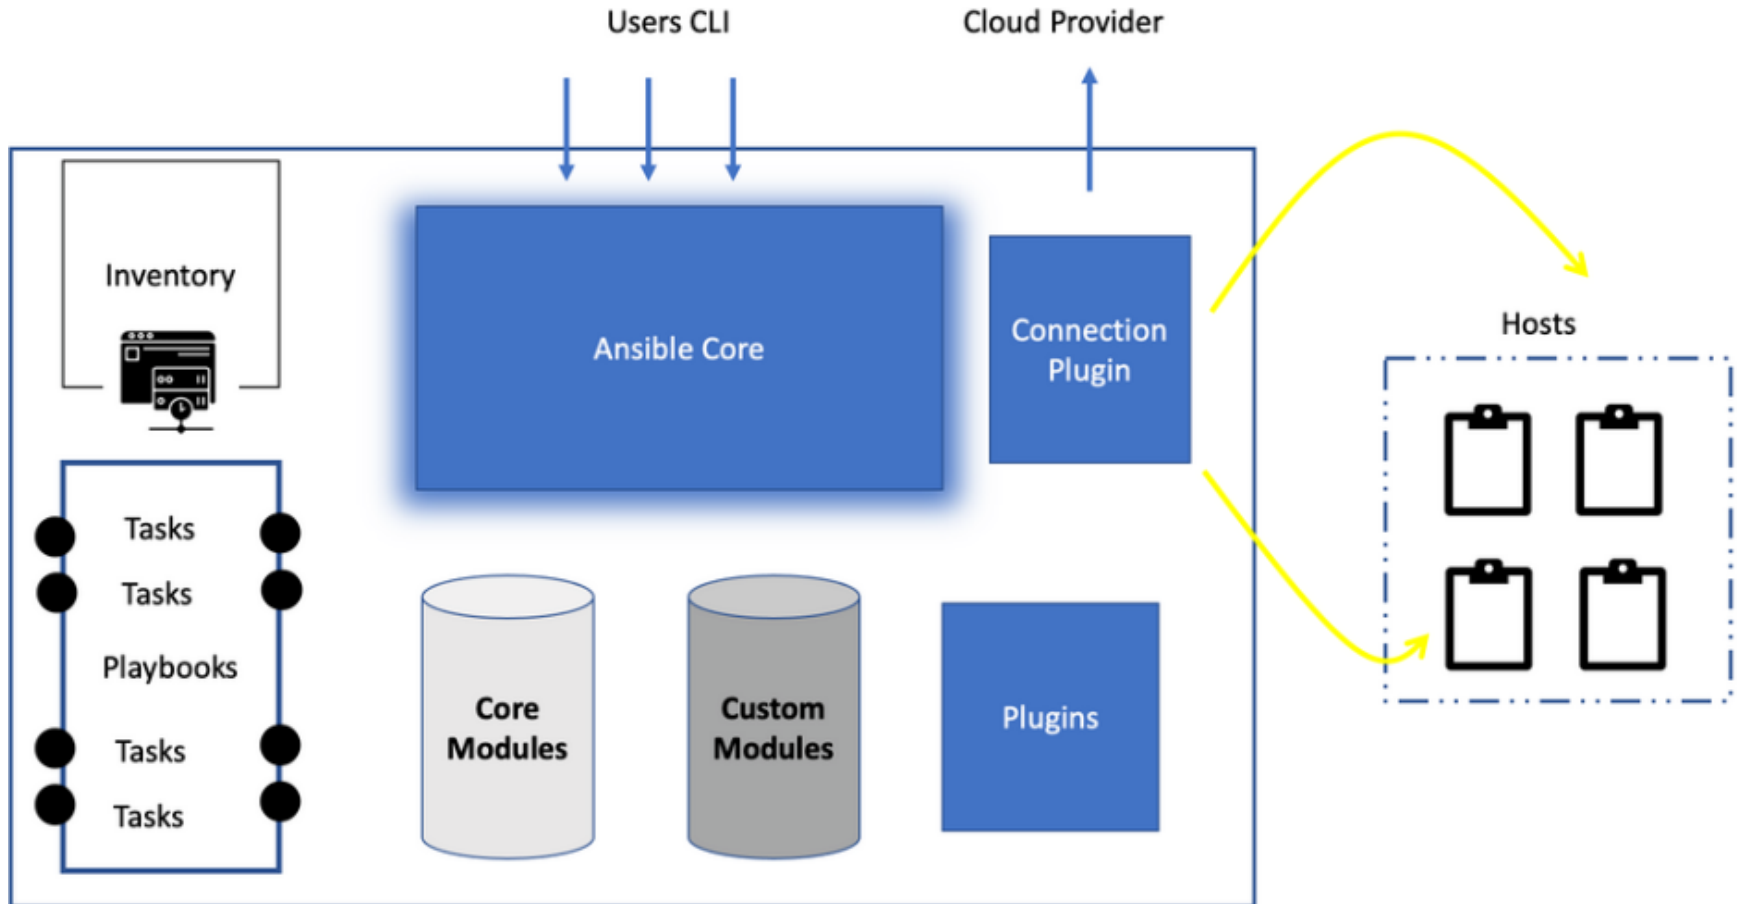 Users CLI
Cloud Provider
Inventory
Ansible Core
Connection
Plugin
Hosts
Tasks
Tasks
Playbooks
Tasks
Tasks
Core
Modules
Custom
Modules
Plugins